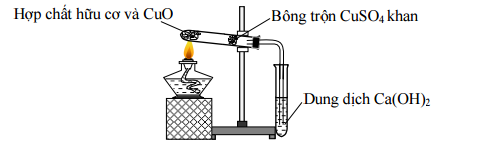 Hợp chất hữu cơ và CuO
Bông trộn CuSO₄ khan
Dung dịch Ca(OH)₂